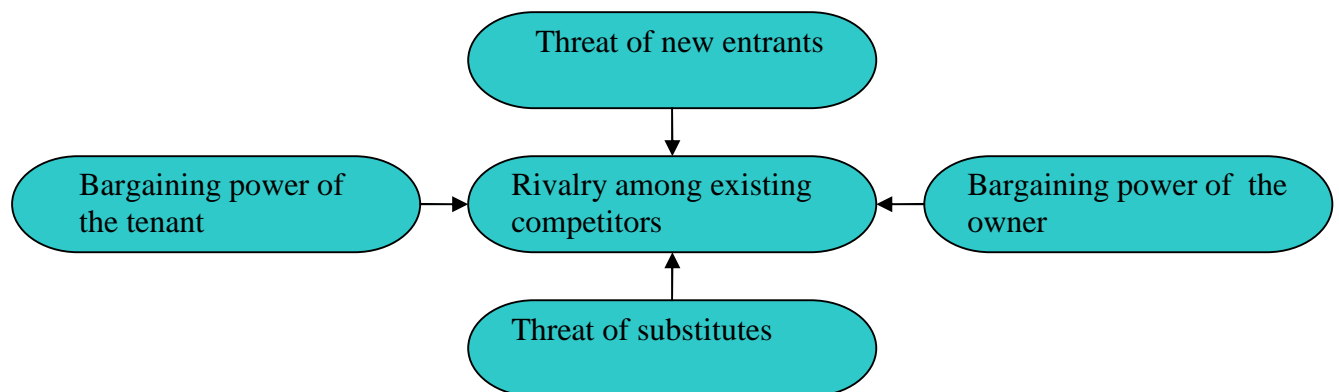 Threat of new entrants
Bargaining power of
the tenant
Rivalry among existing
competitors
Bargaining power of  the
owner
Threat of substitutes